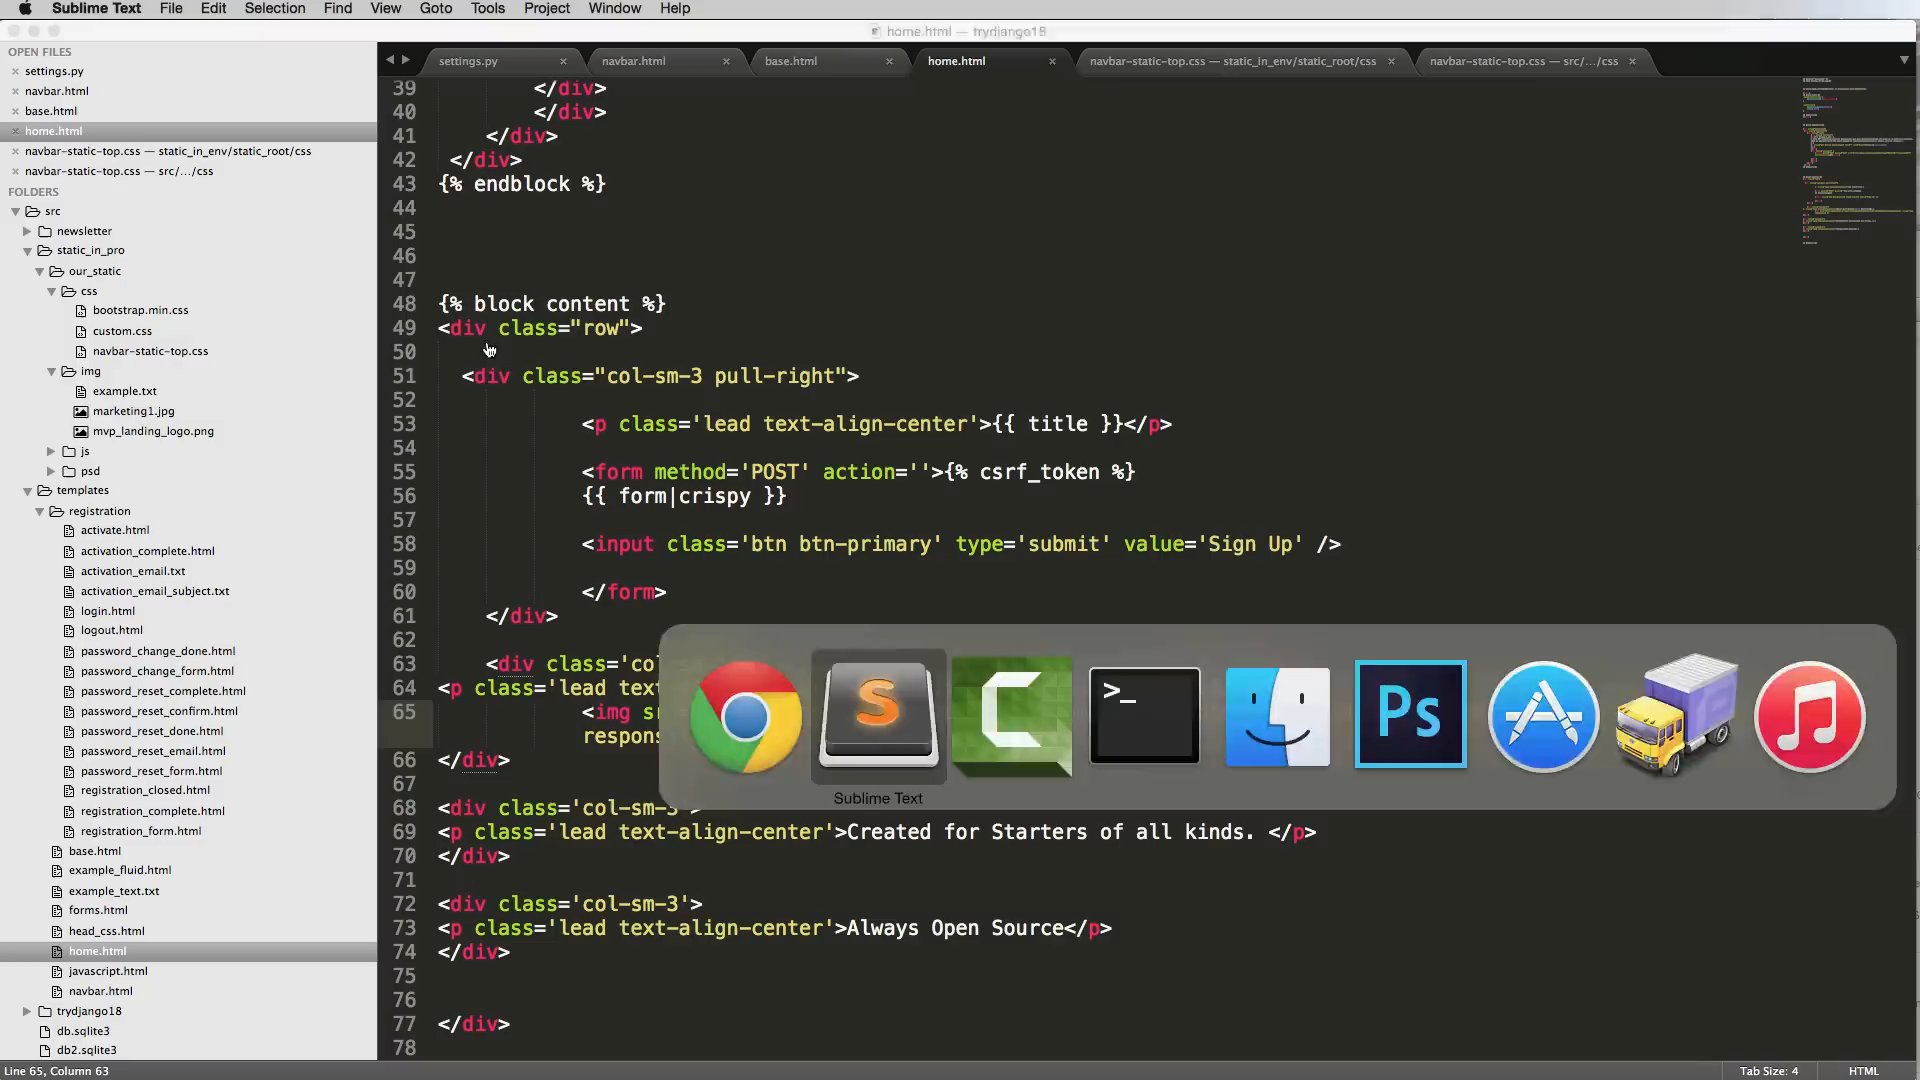 Sublime Text File Edit Selection Find View Goto Tools Project Window Help
home.html — trydjango18
OPEN FILES
settings.py
navbar.html
base.html
home.html
navbar-static-top.css — static_in_env/static_root/css
navbar-static-top.css — src/.../css
FOLDERS
src
newsletter
static_in_pro
our_static
css
bootstrap.min.css
custom.css
navbar-static-top.css
img
example.txt
marketing1.jpg
mvp_landing_logo.png
js
psd
templates
registration
activate.html
activation_complete.html
activation_email.txt
activation_email_subject.txt
login.html
logout.html
password_change_done.html
password_change_form.html
password_reset_complete.html
password_reset_confirm.html
password_reset_done.html
password_reset_email.html
password_reset_form.html
registration_closed.html
registration_complete.html
registration_form.html
base.html
example_fluid.html
example_text.txt
forms.html
head_css.html
home.html
javascript.html
navbar.html
trydjango18
db.sqlite3
db2.sqlite3
settings.py navbar.html base.html home.html navbar-static-top.css — static_in_env/static_root/css navbar-static-top.css — src/.../css
39 </div>
40 </div>
41 </div>
42 </div>
43 {% endblock %}
44
45
46
47
48 {% block content %}
49 <div class="row">
50
51 <div class="col-sm-3 pull-right">
52
53 <p class='lead text-align-center'>{{ title }}</p>
54
55 <form method='POST' action=''>{% csrf_token %}
56 {{ form|crispy }}
57
58 <input class='btn btn-primary' type='submit' value='Sign Up' />
59
60 </form>
61 </div>
62
63 <div class='co
64 <p class='lead tex
65 <img s
respons
66 </div>
67
68 <div class='col-sm-3'>
69 <p class='lead text-align-center'>Created for Starters of all kinds. </p>
70 </div>
71
72 <div class='col-sm-3'>
73 <p class='lead text-align-center'>Always Open Source</p>
74 </div>
75
76
77 </div>
78
S
C
>_
Ps
Sublime Text
Line 65, Column 63
Tab Size: 4
HTML